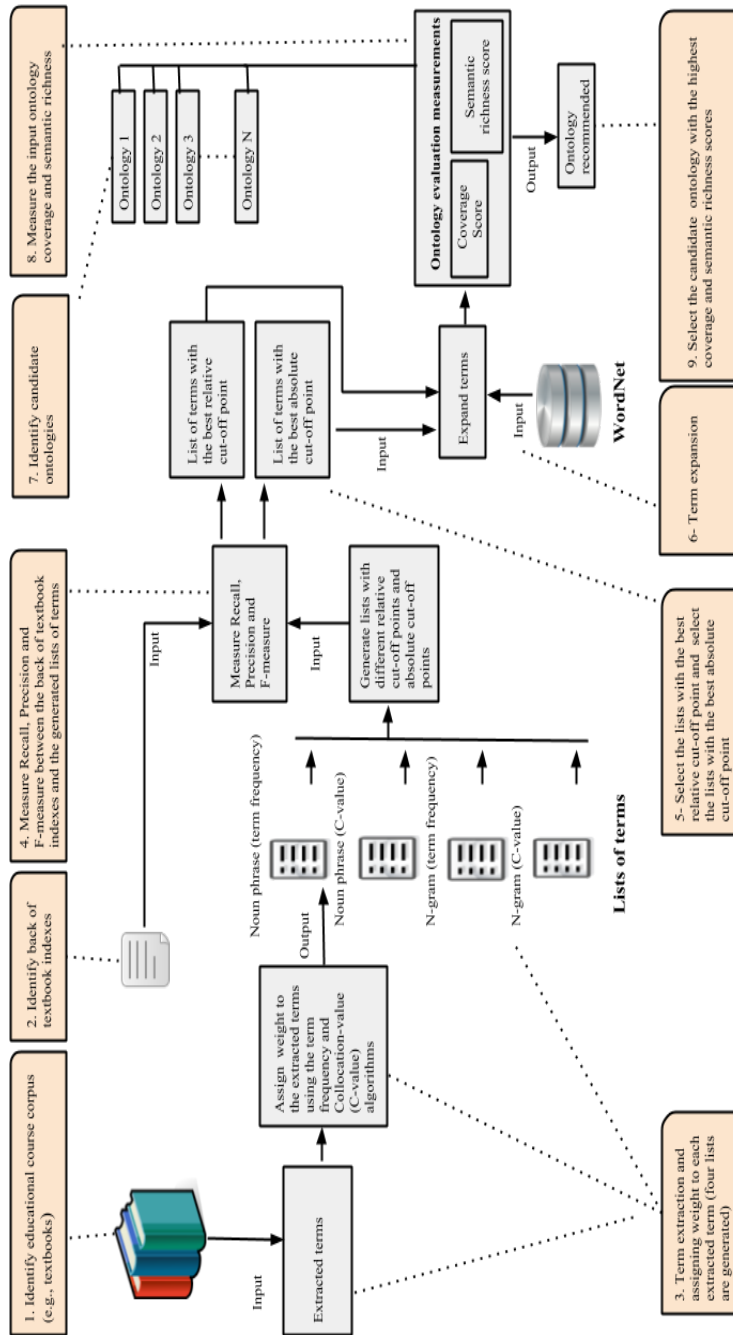 1. Identify educational course corpus
(e.g., textbooks)
2. Identify back of
textbook indexes
4. Measure Recall, Precision and
F-measure between the back of textbook
indexes and the generated lists of terms
7. Identify candidate
ontologies
8. Measure the input ontology
coverage and semantic richness
Input
Extracted terms
Assign weight to
the extracted terms
using the term
frequency and
Collocation-value
(C-value)
algorithms
Output
Noun phrase (term frequency)
Noun phrase (C-value)
N-gram (term frequency)
N-gram (C-value)
Lists of terms
Input
Measure Recall,
Precision and
F-measure
Input
Generate lists with
different relative
cut-off points and
absolute cut-off
points
List of terms with
the best relative
cut-off point
List of terms with
the best absolute
cut-off point
Input
Expand terms
Input
WordNet
Ontology 1
Ontology 2
Ontology 3
Ontology N
Ontology evaluation measurements
Coverage
Score
Semantic
richness score
Output
Ontology
recommended
3. Term extraction and
assigning weight to each
extracted term (four lists
are generated)
5- Select the lists with the best
relative cut-off point and select
the lists with the best absolute
cut-off point
6- Term expansion
9. Select the candidate ontology with the highest
coverage and semantic richness scores